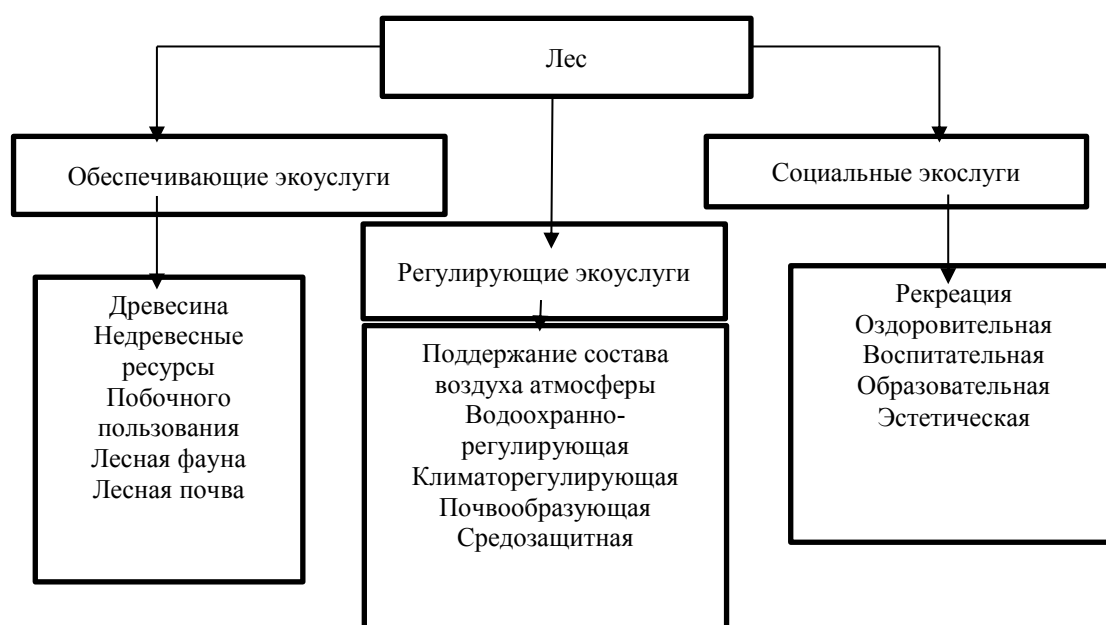 Лес
Обеспечивающие экоуслуги
Социальные экослуги
Регулирующие экоуслуги
Древесина
Недревесные
ресурсы
Побочного
пользования
Лесная фауна
Лесная почва
Поддержание состава
воздуха атмосферы
Водоохранно-
регулирующая
Климаторегулирующая
Почвообразующая
Средозащитная
Рекреация
Оздоровительная
Воспитательная
Образовательная
Эстетическая